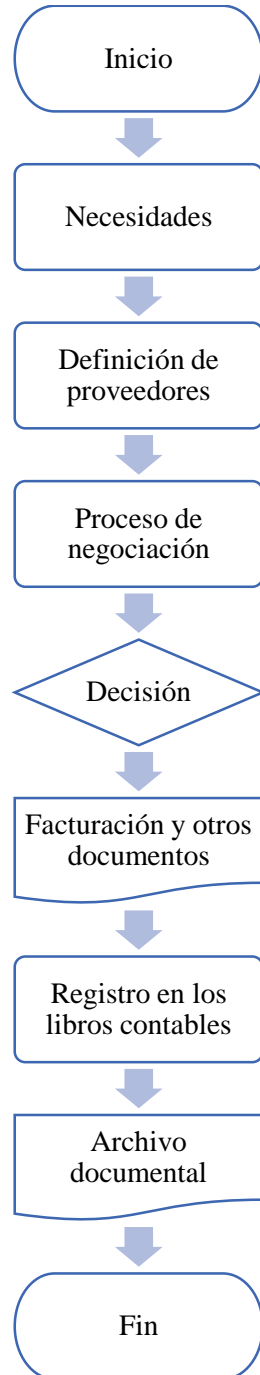 Inicio
Necesidades
Definición de
proveedores
Proceso de
negociación
Decisión
Facturación y otros
documentos
Registro en los
libros contables
Archivo
documental
Fin